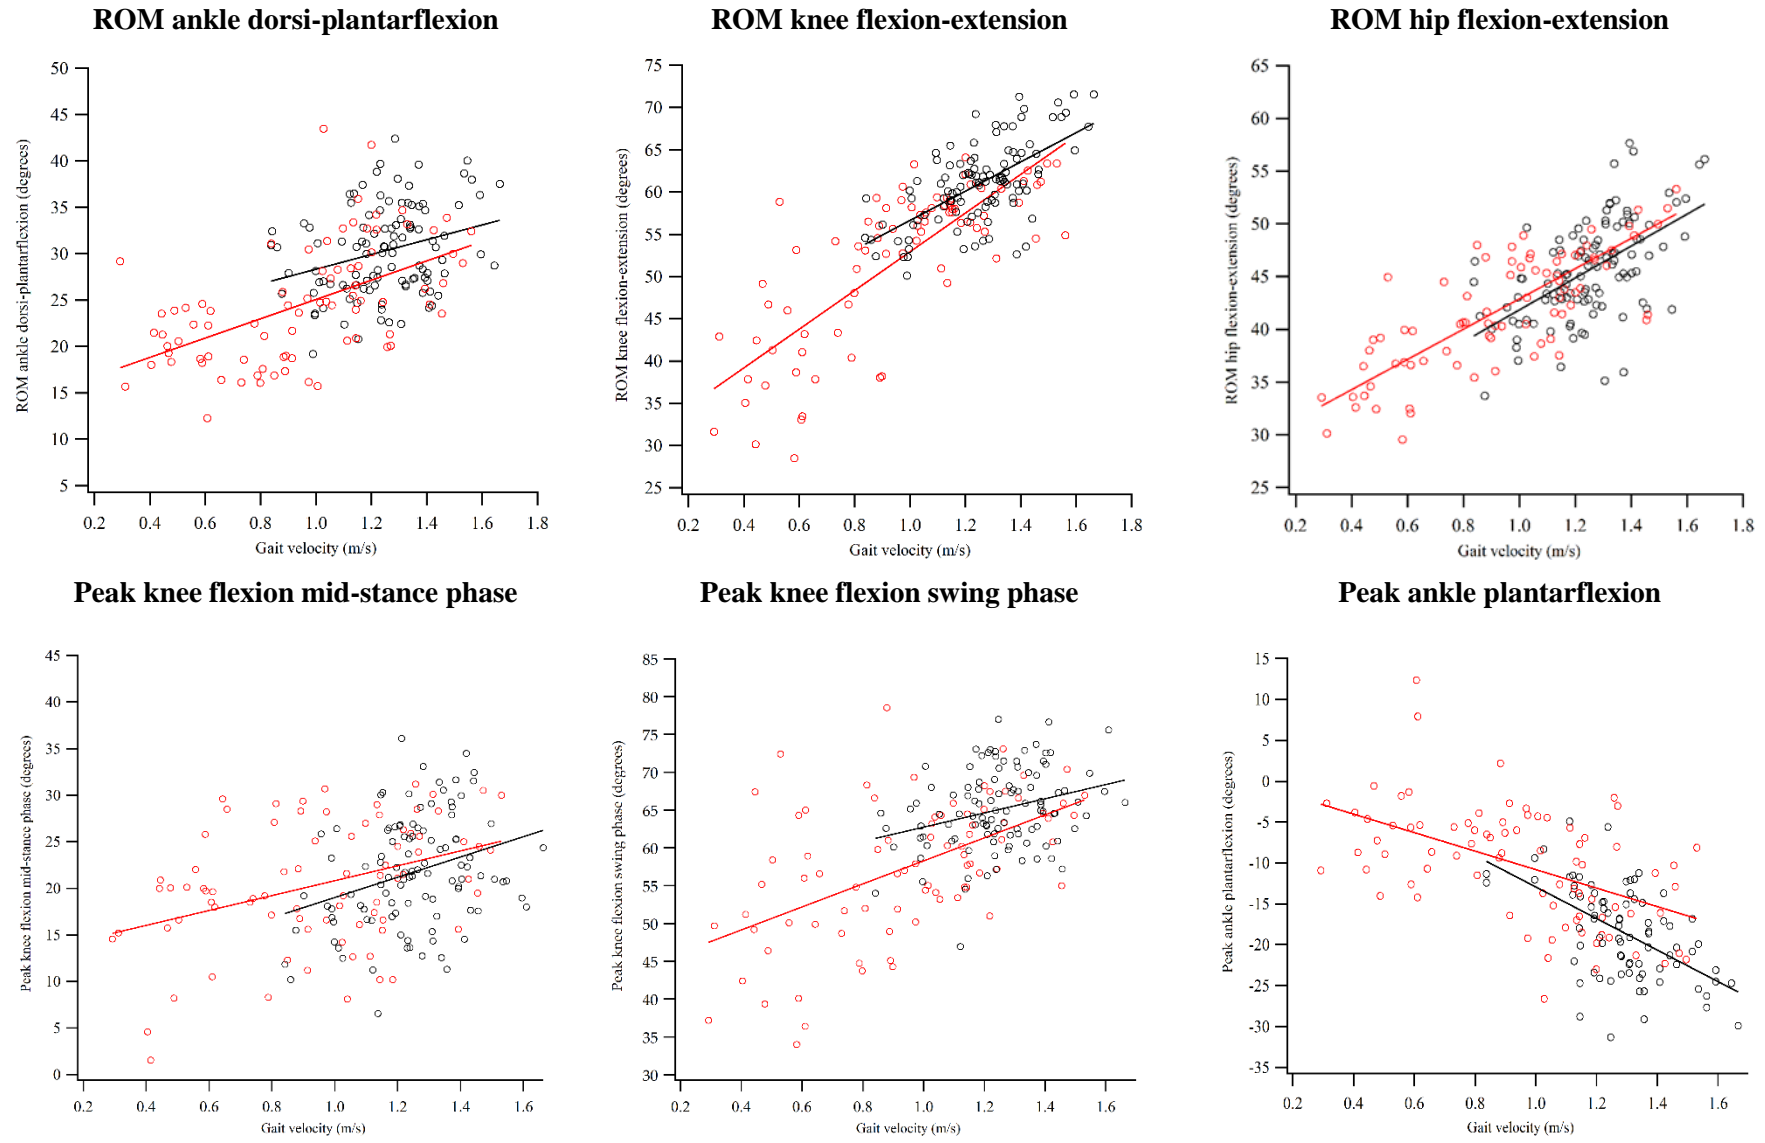 ROM ankle dorsi-plantarflexion
ROM knee flexion-extension
ROM hip flexion-extension
ROM ankle dorsi-plantarflexion (degrees)
50
45
40
35
30
25
20
15
10
5
0.2 0.4 0.6 0.8 1.0 1.2 1.4 1.6 1.8
Gait velocity (m/s)
ROM knee flexion-extension (degrees)
75
70
65
60
55
50
45
40
35
30
25
0.2 0.4 0.6 0.8 1.0 1.2 1.4 1.6 1.8
Gait velocity (m/s)
ROM hip flexion-extension (degrees)
65
60
55
50
45
40
35
30
25
0.2 0.4 0.6 0.8 1.0 1.2 1.4 1.6 1.8
Gait velocity (m/s)
Peak knee flexion mid-stance phase
Peak knee flexion swing phase
Peak ankle plantarflexion
Peak knee flexion mid-stance phase (degrees)
45
40
35
30
25
20
15
10
5
0
0.2 0.4 0.6 0.8 1.0 1.2 1.4 1.6
Gait velocity (m/s)
Peak knee flexion swing phase (degrees)
85
80
75
70
65
60
55
50
45
40
35
30
0.2 0.4 0.6 0.8 1.0 1.2 1.4 1.6
Gait velocity (m/s)
Peak ankle plantarflexion (degrees)
15
10
5
0
-5
-10
-15
-20
-25
-30
-35
0.2 0.4 0.6 0.8 1.0 1.2 1.4 1.6
Gait velocity (m/s)